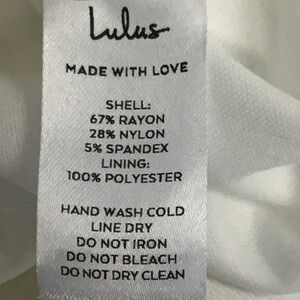 Lulus
MADE WITH LOVE
SHELL:
67% RAYON
28% NYLON
5% SPANDEX
LINING:
100% POLYESTER
HAND WASH COLD
LINE DRY
DO NOT IRON
DO NOT BLEACH
DO NOT DRY CLEAN